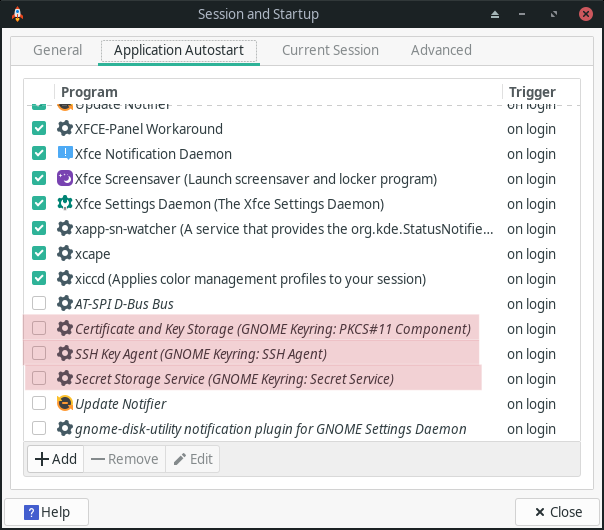 Session and Startup
General
Application Autostart
Current Session
Advanced
Program Trigger
Update Notifier on login
XFCE-Panel Workaround on login
Xfce Notification Daemon on login
Xfce Screensaver (Launch screensaver and locker program) on login
Xfce Settings Daemon (The Xfce Settings Daemon) on login
xapp-sn-watcher (A service that provides the org.kde.StatusNotifie... on login
xcape on login
xiccd (Applies color management profiles to your session) on login
AT-SPI D-Bus Bus on login
Certificate and Key Storage (GNOME Keyring: PKCS#11 Component) on login
SSH Key Agent (GNOME Keyring: SSH Agent) on login
Secret Storage Service (GNOME Keyring: Secret Service) on login
Update Notifier on login
gnome-disk-utility notification plugin for GNOME Settings Daemon on login
Add Remove Edit
? Help Close